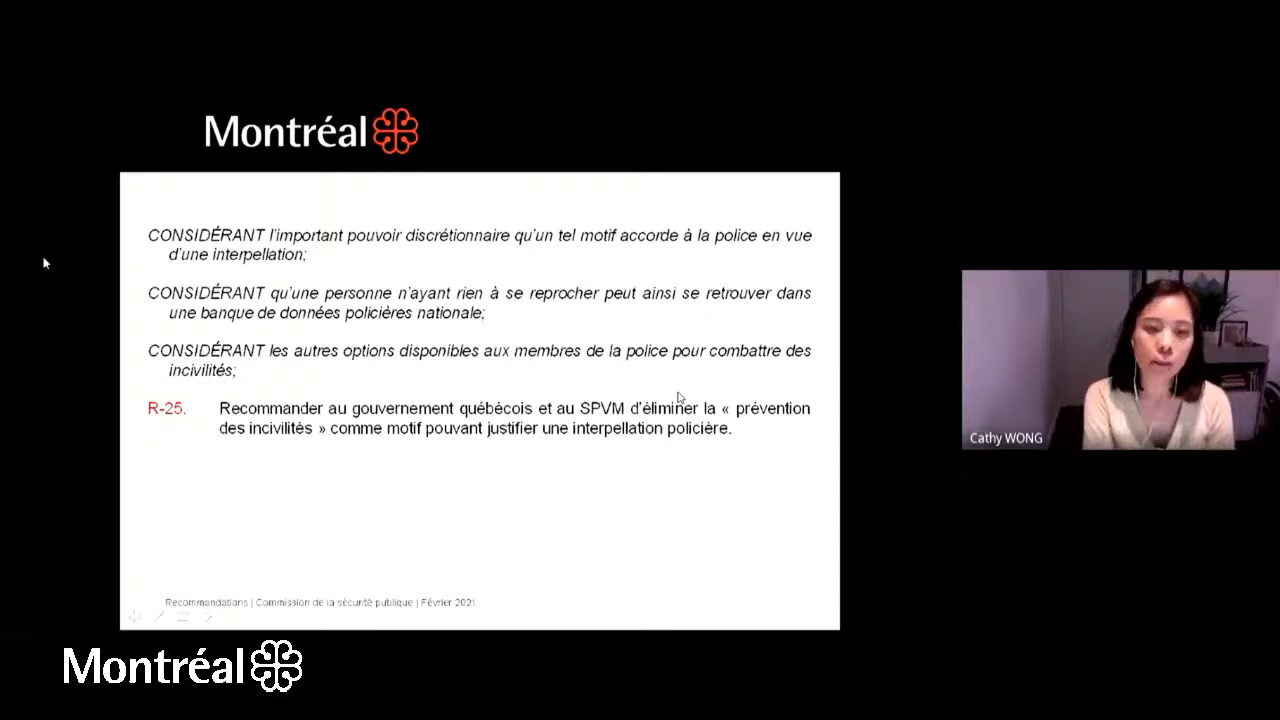 Montréal
CONSIDÉRANT l'important pouvoir discrétionnaire qu'un tel motif accorde à la police en vue
d'une interpellation;
CONSIDÉRANT qu'une personne n'ayant rien à se reprocher peut ainsi se retrouver dans
une banque de données policières nationale;
CONSIDÉRANT les autres options disponibles aux membres de la police pour combattre des
incivilités;
R-25. Recommander au gouvernement québécois et au SPVM d'éliminer la « prévention
des incivilités » comme motif pouvant justifier une interpellation policière.
Recommandations | Commission de la sécurité publique | Février 2021
Cathy WONG
Montréal